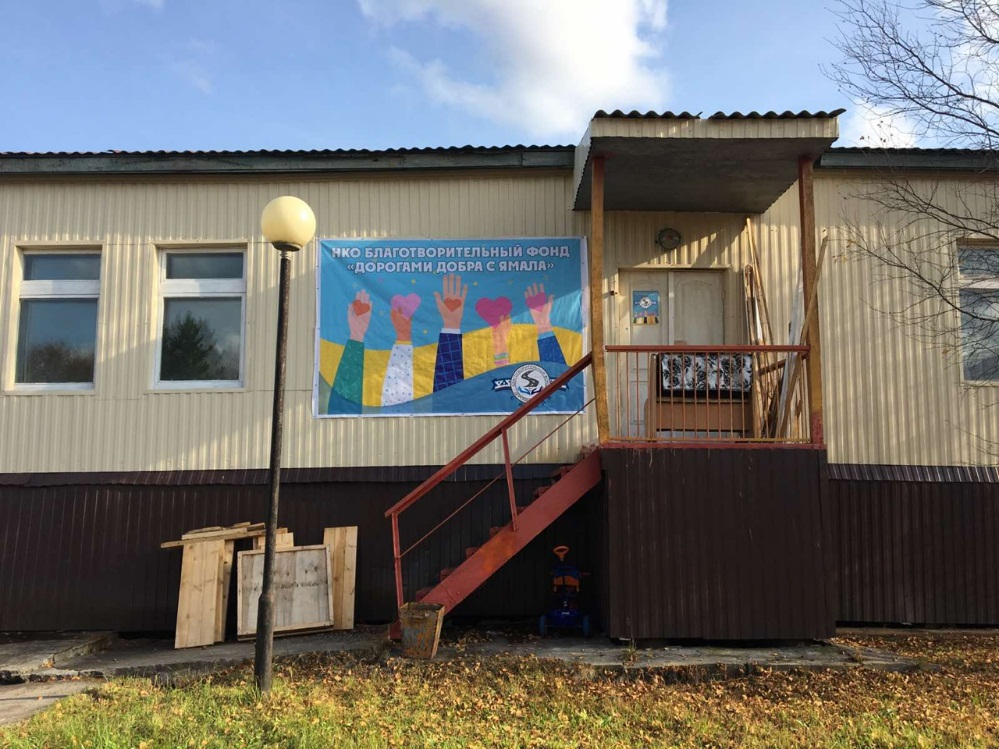 НКО БЛАГОТВОРИТЕЛЬНЫЙ ФОНД
«ДОРОГАМИ ДОБРА С ЯМАЛА»